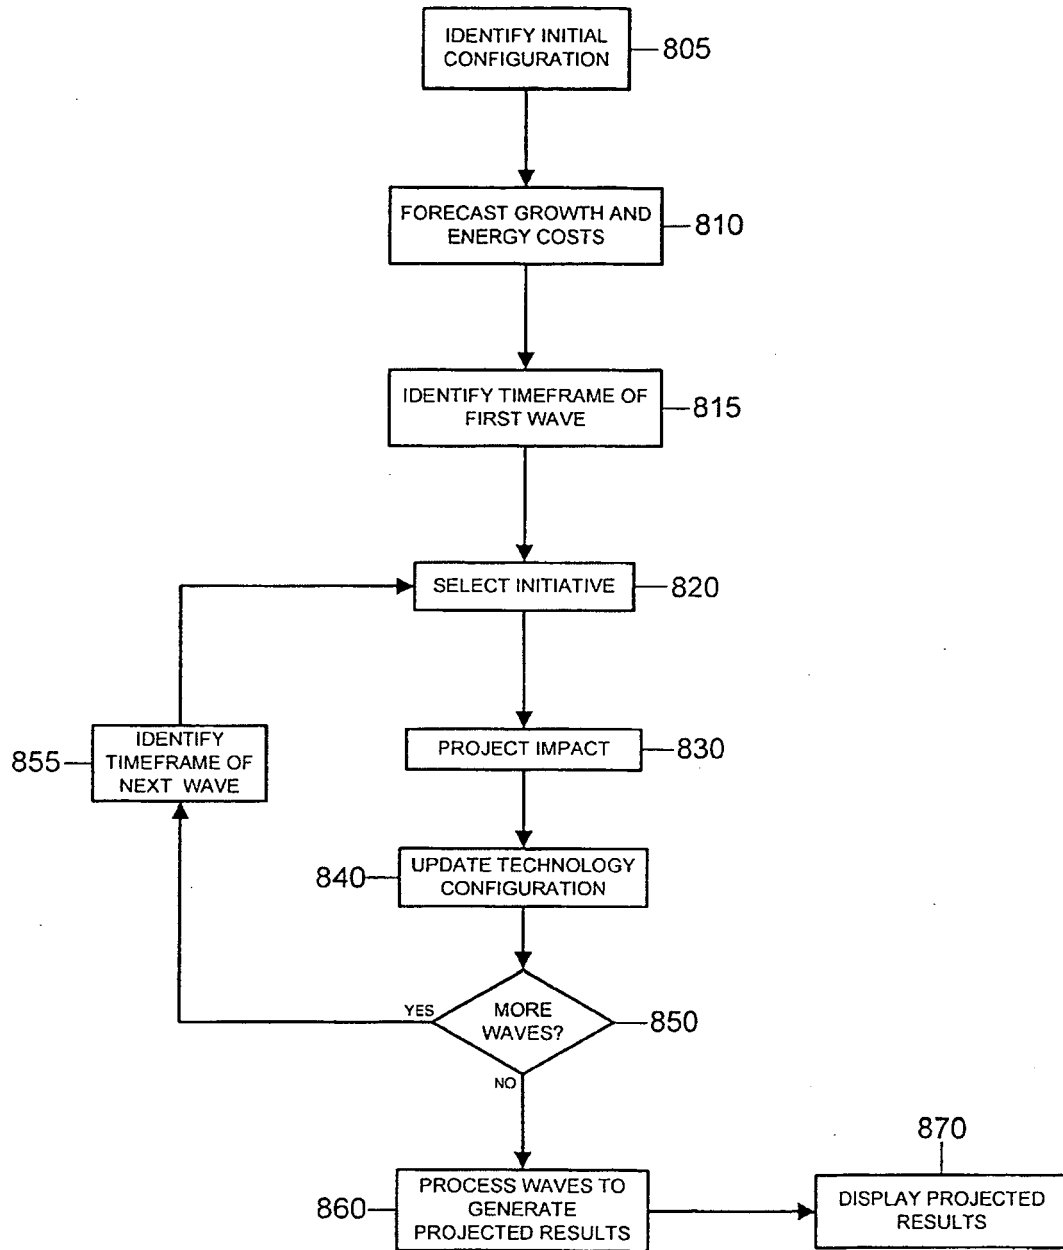 IDENTIFY INITIAL
CONFIGURATION
805
FORECAST GROWTH AND
ENERGY COSTS
810
IDENTIFY TIMEFRAME OF
FIRST WAVE
815
SELECT INITIATIVE
820
PROJECT IMPACT
830
855
IDENTIFY
TIMEFRAME OF
NEXT WAVE
840
UPDATE TECHNOLOGY
CONFIGURATION
YES
MORE
WAVES?
850
NO
860
PROCESS WAVES TO
GENERATE
PROJECTED RESULTS
870
DISPLAY PROJECTED
RESULTS